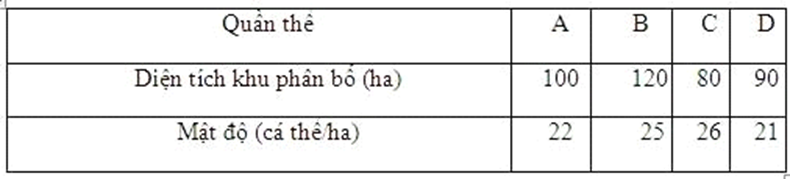 Quần thể A B C D
Diện tích khu phân bố (ha) 100 120 80 90
Mật độ (cá thể/ha) 22 25 26 21